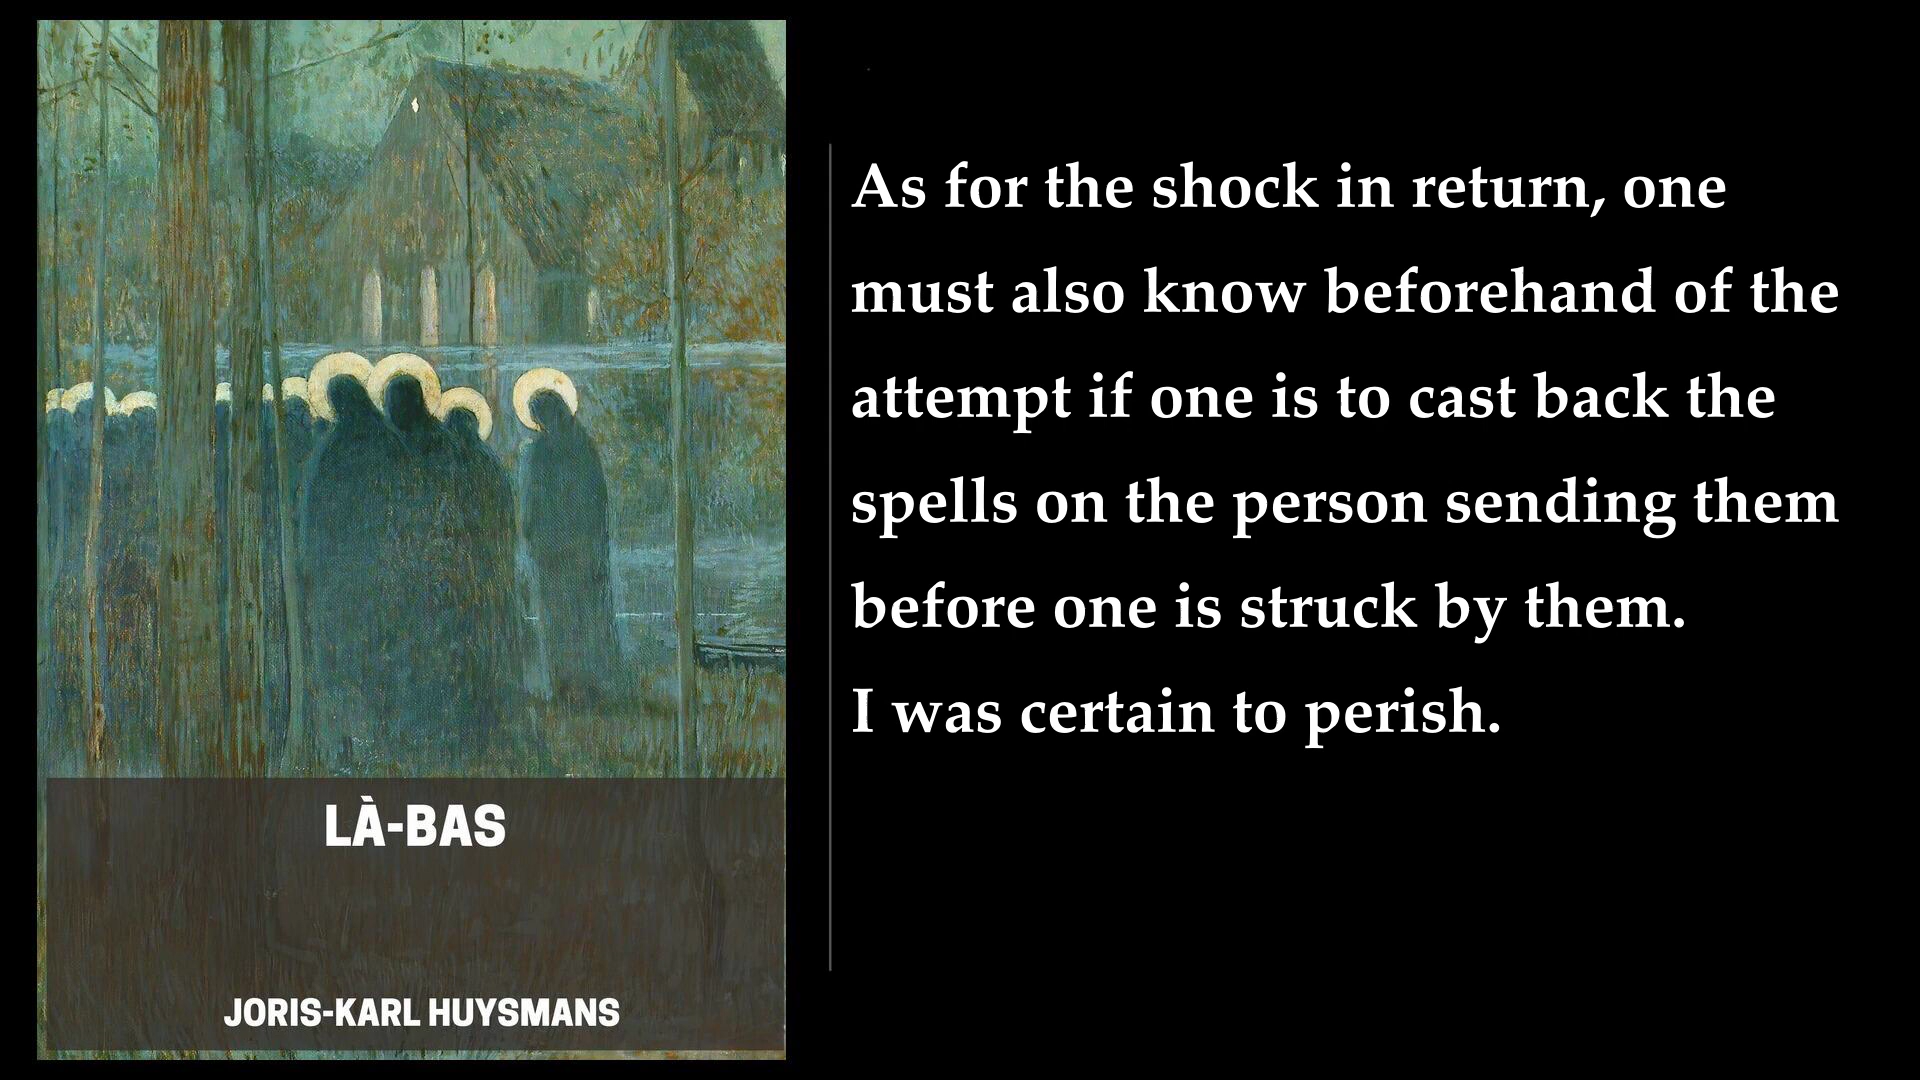 LÀ-BAS
JORIS-KARL HUYSMANS
As for the shock in return, one
must also know beforehand of the
attempt if one is to cast back the
spells on the person sending them
before one is struck by them.
I was certain to perish.